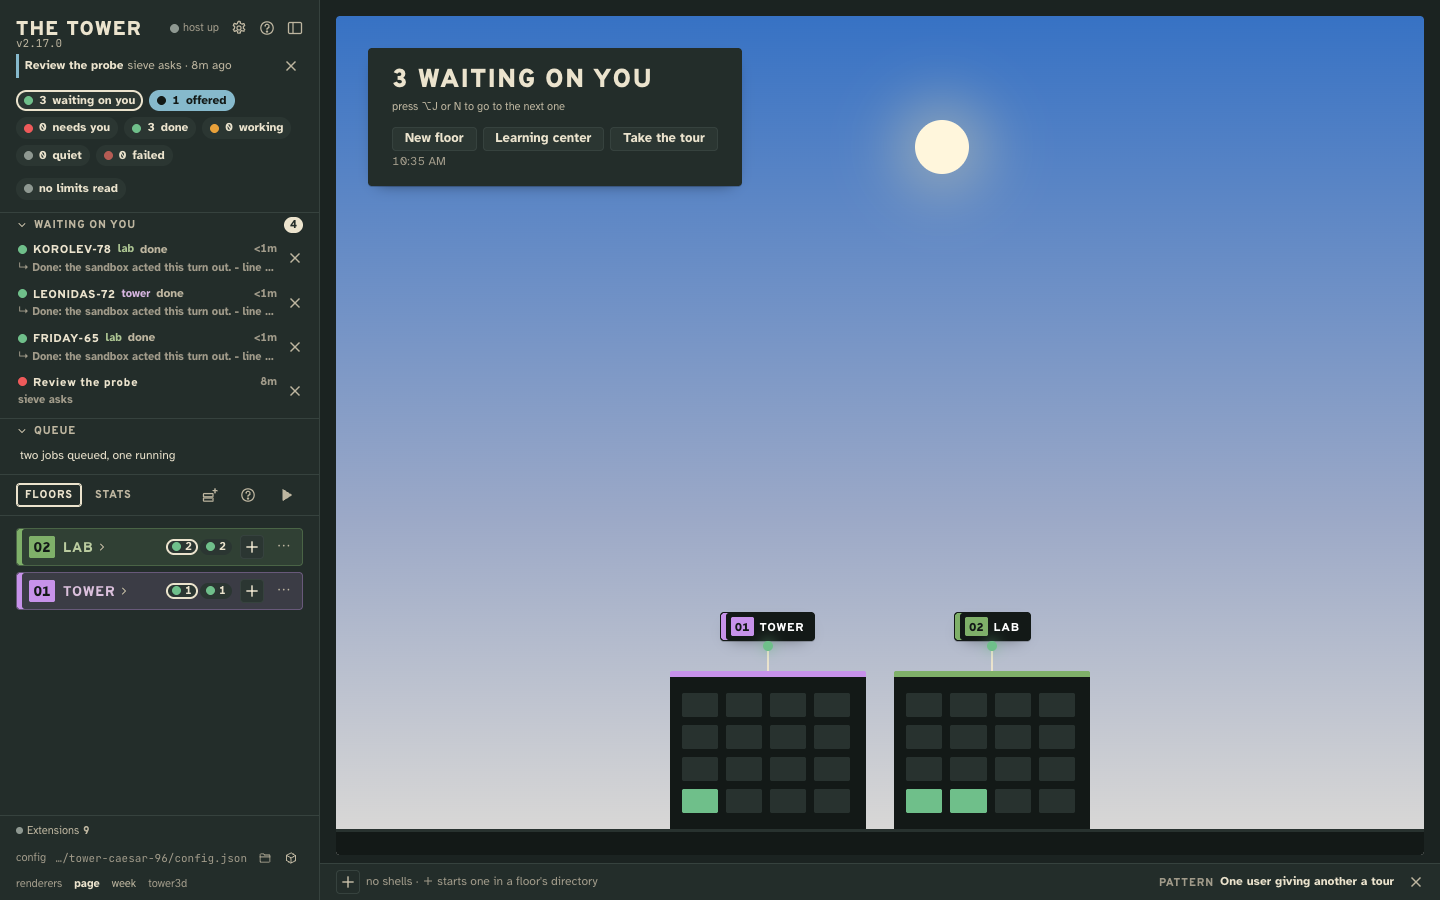 THE TOWER
host up
v2.17.0
Review the probe sieve asks · 8m ago
3 waiting on you
1 offered
0 needs you
3 done
0 working
0 quiet
0 failed
no limits read
WAITING ON YOU
4
KOROLEV-78 lab done <1m
↳ Done: the sandbox acted this turn out. - line ...
LEONIDAS-72 tower done <1m
↳ Done: the sandbox acted this turn out. - line ...
FRIDAY-65 lab done <1m
↳ Done: the sandbox acted this turn out. - line ...
Review the probe 8m
sieve asks
QUEUE
two jobs queued, one running
FLOORS STATS
02 LAB > 2 2 + ...
01 TOWER > 1 1 + ...
Extensions 9
config …/tower-caesar-96/config.json
renderers page week tower3d
3 WAITING ON YOU
press ⌥J or N to go to the next one
New floor
Learning center
Take the tour
10:35 AM
01 TOWER
02 LAB
+ no shells · + starts one in a floor's directory
PATTERN One user giving another a tour